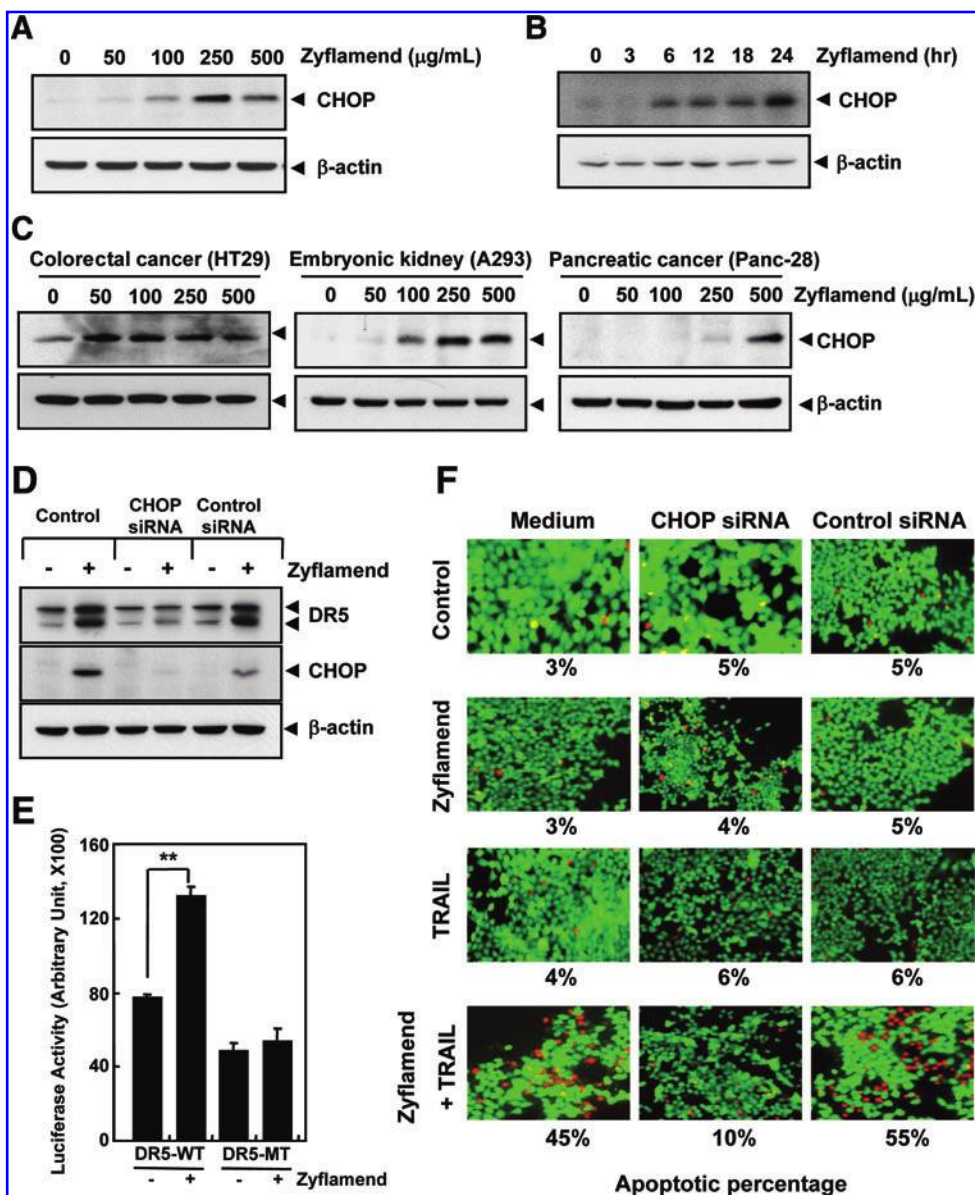 A
0 50 100 250 500 Zyflamend (μg/mL)
CHOP
β-actin
B
0 3 6 12 18 24 Zyflamend (hr)
CHOP
β-actin
C
Colorectal cancer (HT29) Embryonic kidney (A293) Pancreatic cancer (Panc-28)
0 50 100 250 500 0 50 100 250 500 0 50 100 250 500 Zyflamend (μg/mL)
CHOP
β-actin
D
Control CHOP siRNA Control siRNA
- + - + - + Zyflamend
DR5
CHOP
β-actin
E
Luciferase Activity (Arbitrary Unit, X100)
160
120
80
40
0
**
DR5-WT DR5-MT
- + - + Zyflamend
F
Medium CHOP siRNA Control siRNA
Control
3% 5% 5%
Zyflamend
3% 4% 5%
TRAIL
4% 6% 6%
Zyflamend
+ TRAIL
45% 10% 55%
Apoptotic percentage